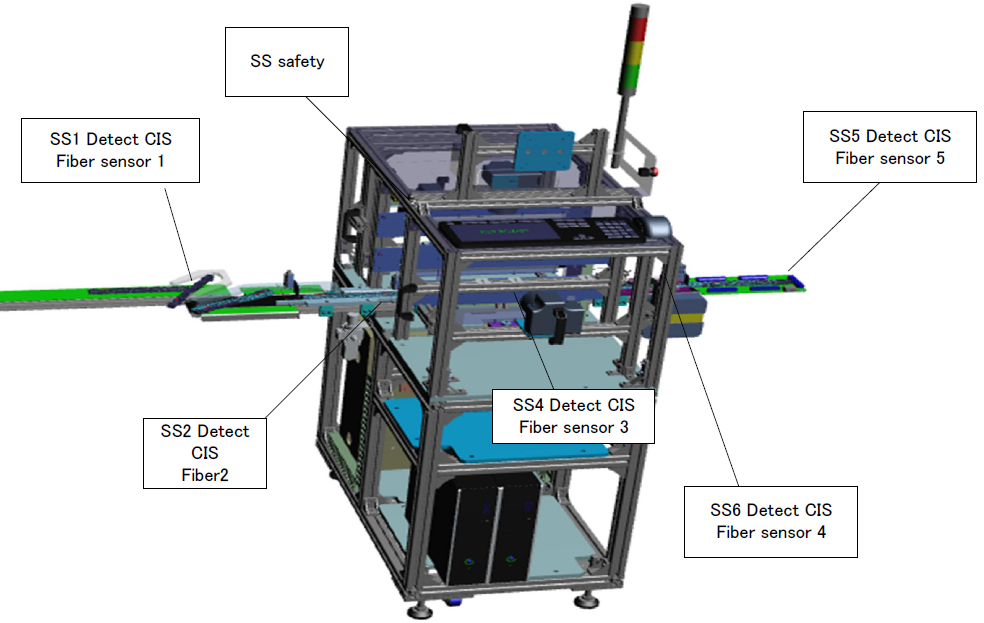 SS safety
SS1 Detect CIS
Fiber sensor 1
SS5 Detect CIS
Fiber sensor 5
SS4 Detect CIS
Fiber sensor 3
SS2 Detect
CIS
Fiber2
SS6 Detect CIS
Fiber sensor 4